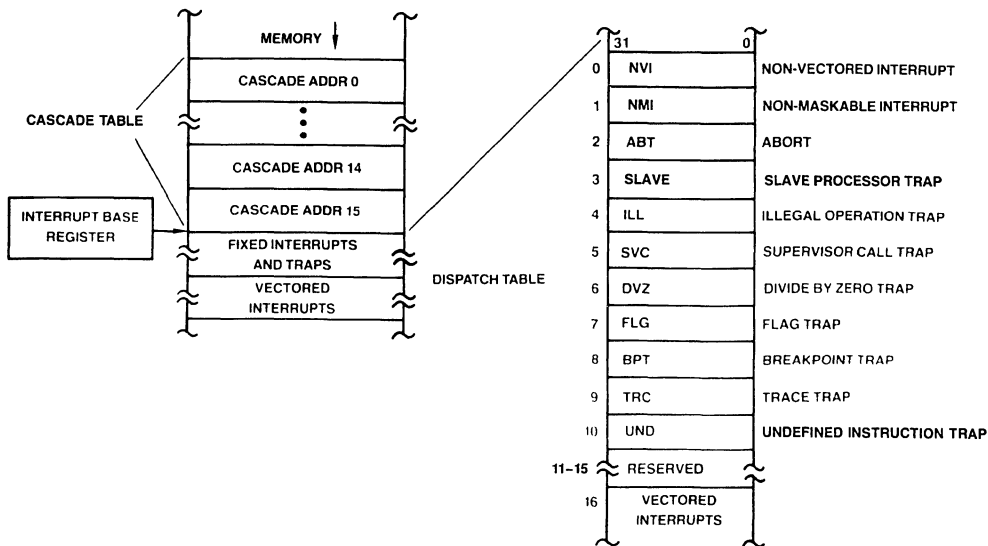 MEMORY
CASCADE ADDR 0
CASCADE TABLE
CASCADE ADDR 14
CASCADE ADDR 15
INTERRUPT BASE
REGISTER
FIXED INTERRUPTS
AND TRAPS
VECTORED
INTERRUPTS
DISPATCH TABLE
31 0
0 NVI NON-VECTORED INTERRUPT
1 NMI NON-MASKABLE INTERRUPT
2 ABT ABORT
3 SLAVE SLAVE PROCESSOR TRAP
4 ILL ILLEGAL OPERATION TRAP
5 SVC SUPERVISOR CALL TRAP
6 DVZ DIVIDE BY ZERO TRAP
7 FLG FLAG TRAP
8 BPT BREAKPOINT TRAP
9 TRC TRACE TRAP
10 UND UNDEFINED INSTRUCTION TRAP
11-15 RESERVED
16 VECTORED
INTERRUPTS